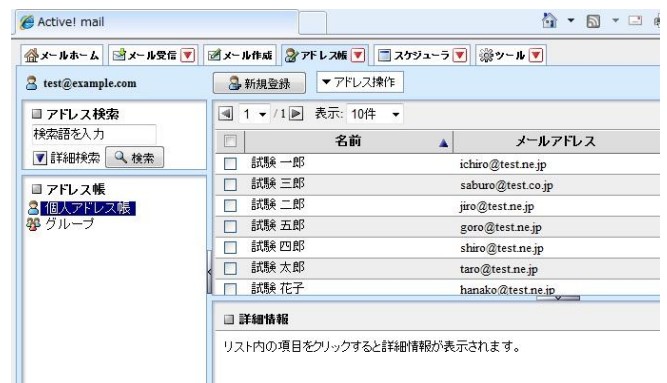 Active! mail
メールホーム メール受信 メール作成 アドレス帳 スケジューラ ツール
test@example.com 新規登録 ▼アドレス操作
アドレス検索
検索語を入力
詳細検索 検索
アドレス帳
個人アドレス帳
グループ
1 /1 表示: 10件
名前 メールアドレス
試験 一郎 ichiro@test.ne.jp
試験 三郎 saburo@test.co.jp
試験 二郎 jiro@test.ne.jp
試験 五郎 goro@test.ne.jp
試験 四郎 shiro@test.ne.jp
試験 太郎 taro@test.ne.jp
試験 花子 hanako@test.ne.jp
詳細情報
リスト内の項目をクリックすると詳細情報が表示されます。